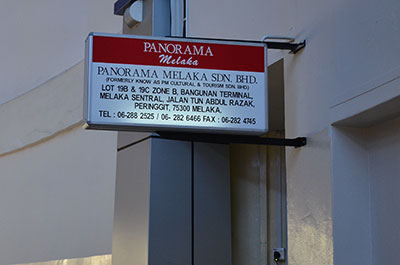 PANORAMA
Melaka
PANORAMA MELAKA SDN. BHD.
(FORMERLY KNOW AS PM CULTURAL & TOURISM SDN. BHD.)
LOT 19B & 19C ZONE B, BANGUNAN TERMINAL,
MELAKA SENTRAL, JALAN TUN ABDUL RAZAK,
PERINGGIT, 75300 MELAKA.
TEL : 06-288 2525 / 06- 282 6466 FAX : 06-282 4745